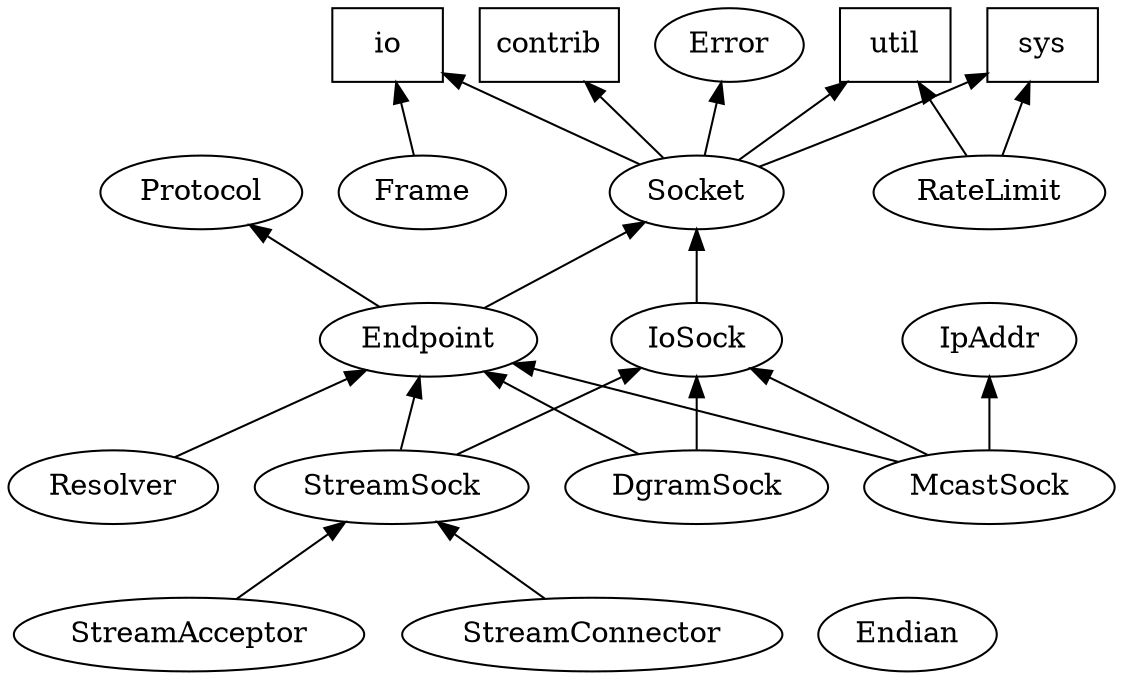 io
contrib
Error
util
sys
Protocol
Frame
Socket
RateLimit
Endpoint
IoSock
IpAddr
Resolver
StreamSock
DgramSock
McastSock
StreamAcceptor
StreamConnector
Endian